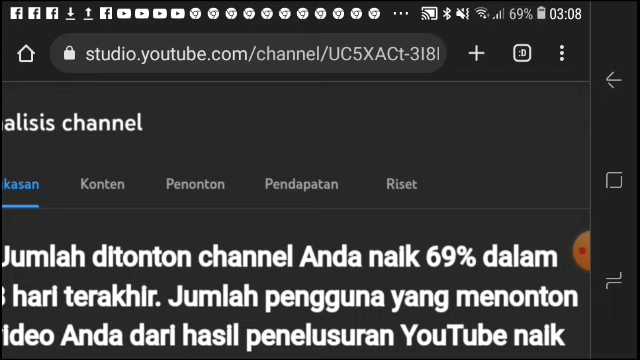 69% 03:08
studio.youtube.com/channel/UC5XACt-3I8
:D
alisis channel
kasan Konten Penonton Pendapatan Riset
Jumlah ditonton channel Anda naik 69% dalam
hari terakhir. Jumlah pengguna yang menonton
ideo Anda dari hasil penelusuran YouTube naik